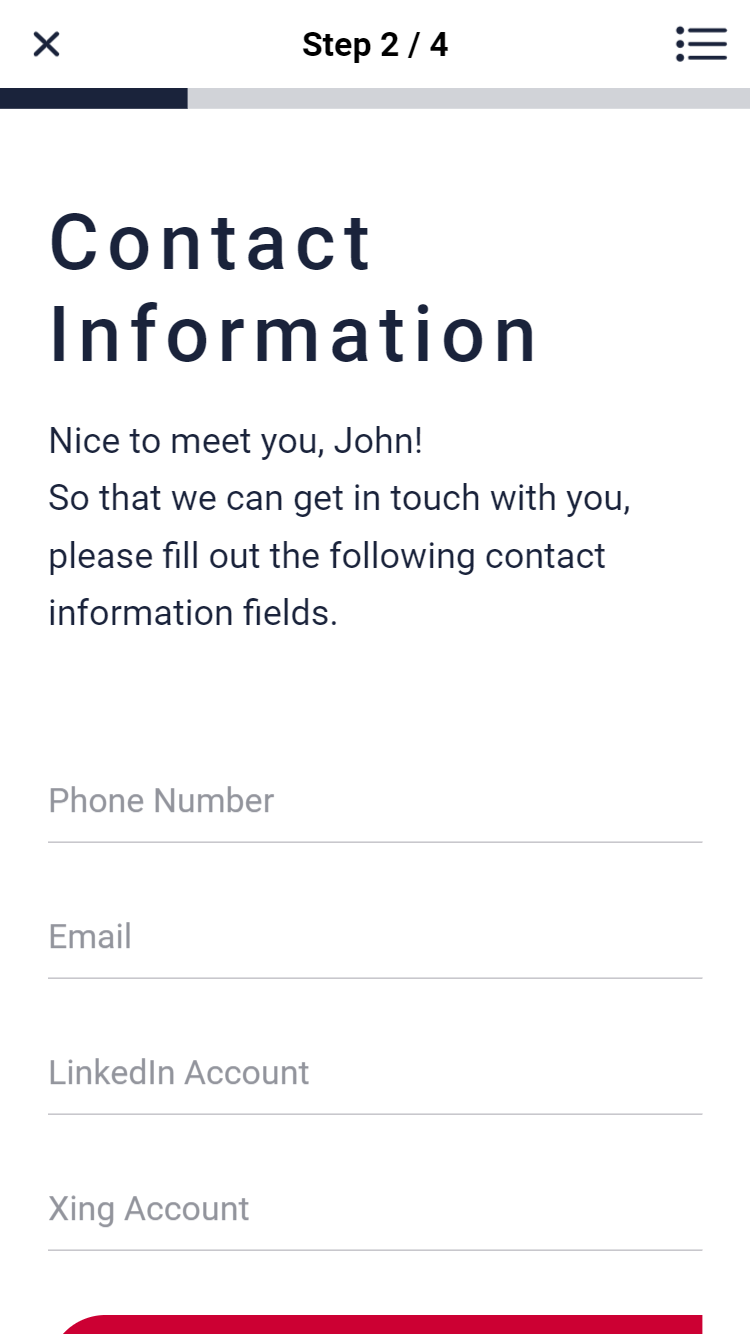 Step 2 / 4
Contact
Information
Nice to meet you, John!
So that we can get in touch with you,
please fill out the following contact
information fields.
Phone Number
Email
LinkedIn Account
Xing Account